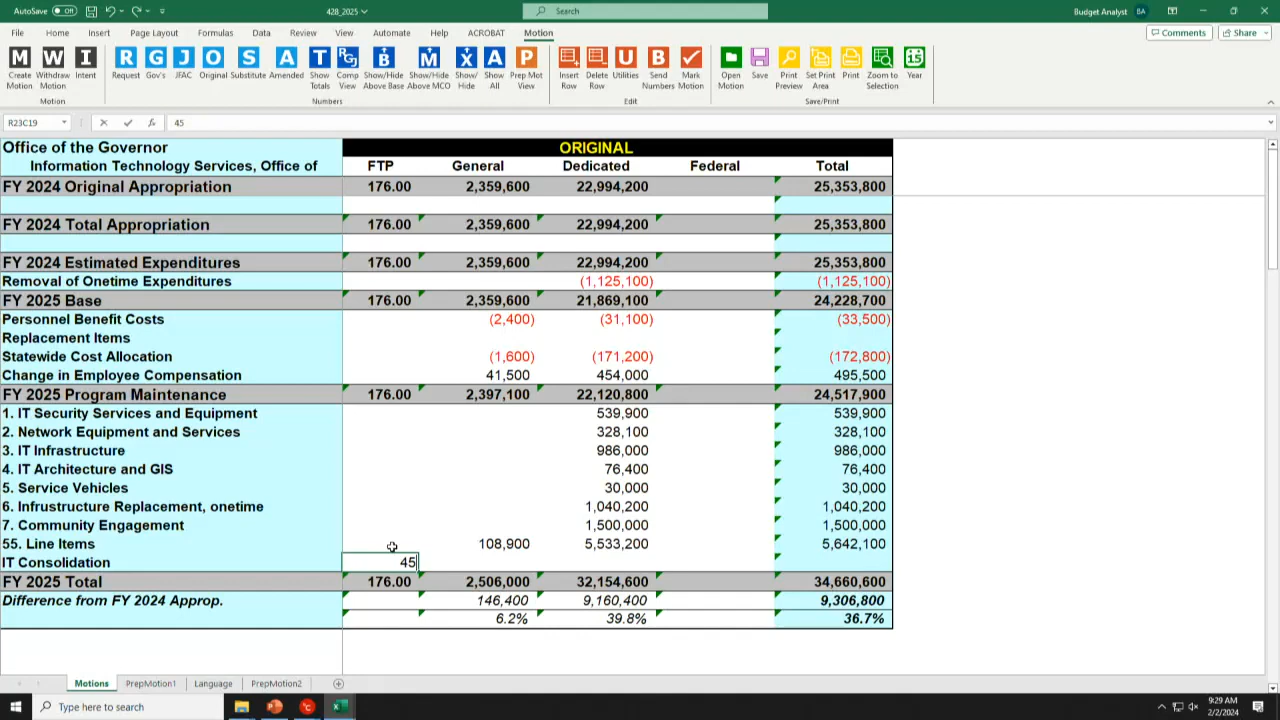 AutoSave Off 428_2025 Search Budget Analyst BA
File Home Insert Page Layout Formulas Data Review View Automate Help ACROBAT Motion Comments Share
M W I R G J O S A T RGJ B M X A P U B 15
Create Motion Withdraw Motion Intent Request Gov's JFAC Original Substitute Amended Show Totals Comp View Show/Hide Above Base Show/Hide Above MCO Show/ Hide Show All Prep Mot View Insert Row Delete Row Utilities Send Numbers Mark Motion Open Motion Save Print Preview Set Print Area Print Zoom to Selection Year
Motion Numbers Edit Save/Print
R23C19 fx 45
Office of the Governor ORIGINAL
Information Technology Services, Office of FTP General Dedicated Federal Total
FY 2024 Original Appropriation 176.00 2,359,600 22,994,200 25,353,800
FY 2024 Total Appropriation 176.00 2,359,600 22,994,200 25,353,800
FY 2024 Estimated Expenditures 176.00 2,359,600 22,994,200 25,353,800
Removal of Onetime Expenditures (1,125,100) (1,125,100)
FY 2025 Base 176.00 2,359,600 21,869,100 24,228,700
Personnel Benefit Costs (2,400) (31,100) (33,500)
Replacement Items
Statewide Cost Allocation (1,600) (171,200) (172,800)
Change in Employee Compensation 41,500 454,000 495,500
FY 2025 Program Maintenance 176.00 2,397,100 22,120,800 24,517,900
1. IT Security Services and Equipment 539,900 539,900
2. Network Equipment and Services 328,100 328,100
3. IT Infrastructure 986,000 986,000
4. IT Architecture and GIS 76,400 76,400
5. Service Vehicles 30,000 30,000
6. Infrustructure Replacement, onetime 1,040,200 1,040,200
7. Community Engagement 1,500,000 1,500,000
55. Line Items 108,900 5,533,200 5,642,100
IT Consolidation 45
FY 2025 Total 176.00 2,506,000 32,154,600 34,660,600
Difference from FY 2024 Approp. 146,400 9,160,400 9,306,800
6.2% 39.8% 36.7%
Motions PrepMotion1 Language PrepMotion2
Type here to search 9:29 AM
2/2/2024